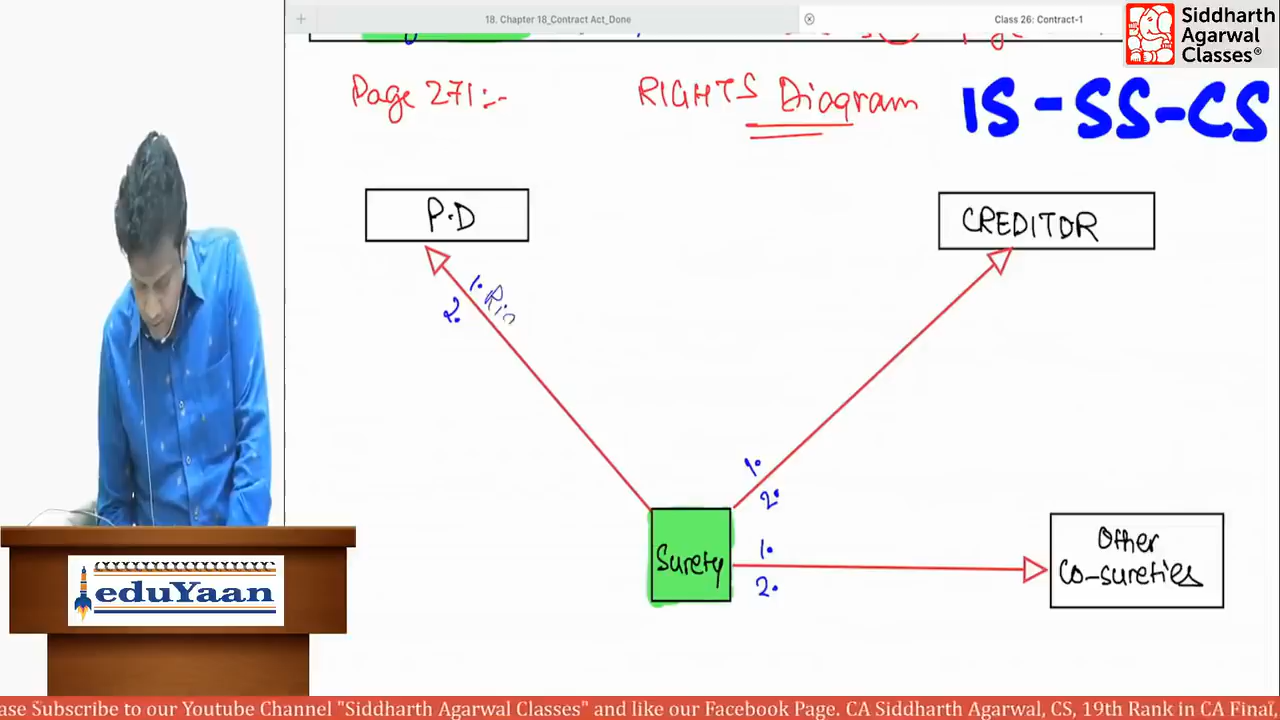 18. Chapter 18_Contract Act_Done
Class 26: Contract-1
Siddharth
Agarwal
Classes®
Page 271:-
RIGHTS Diagram
IS-SS-CS
P.D
CREDITOR
1. Rig
2.
1.
2.
Surety
1.
2.
Other
Co-sureties
eduYaan
ase Subscribe to our Youtube Channel "Siddharth Agarwal Classes" and like our Facebook Page. CA Siddharth Agarwal, CS, 19th Rank in CA Final.